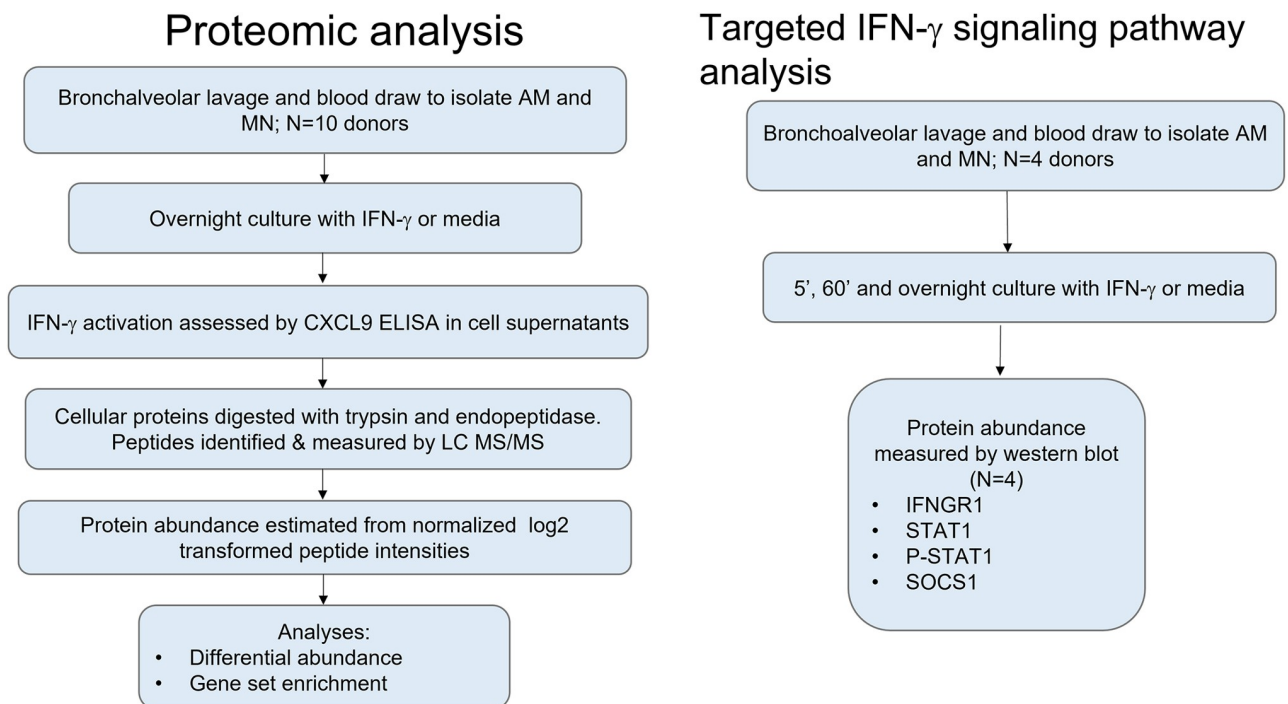 Proteomic analysis
Bronchalveolar lavage and blood draw to isolate AM and
MN; N=10 donors
Overnight culture with IFN-γ or media
IFN-γ activation assessed by CXCL9 ELISA in cell supernatants
Cellular proteins digested with trypsin and endopeptidase.
Peptides identified & measured by LC MS/MS
Protein abundance estimated from normalized log2
transformed peptide intensities
Analyses:
• Differential abundance
• Gene set enrichment
Targeted IFN-γ signaling pathway
analysis
Bronchoalveolar lavage and blood draw to isolate AM
and MN; N=4 donors
5’, 60’ and overnight culture with IFN-γ or media
Protein abundance
measured by western blot
(N=4)
• IFNGR1
• STAT1
• P-STAT1
• SOCS1